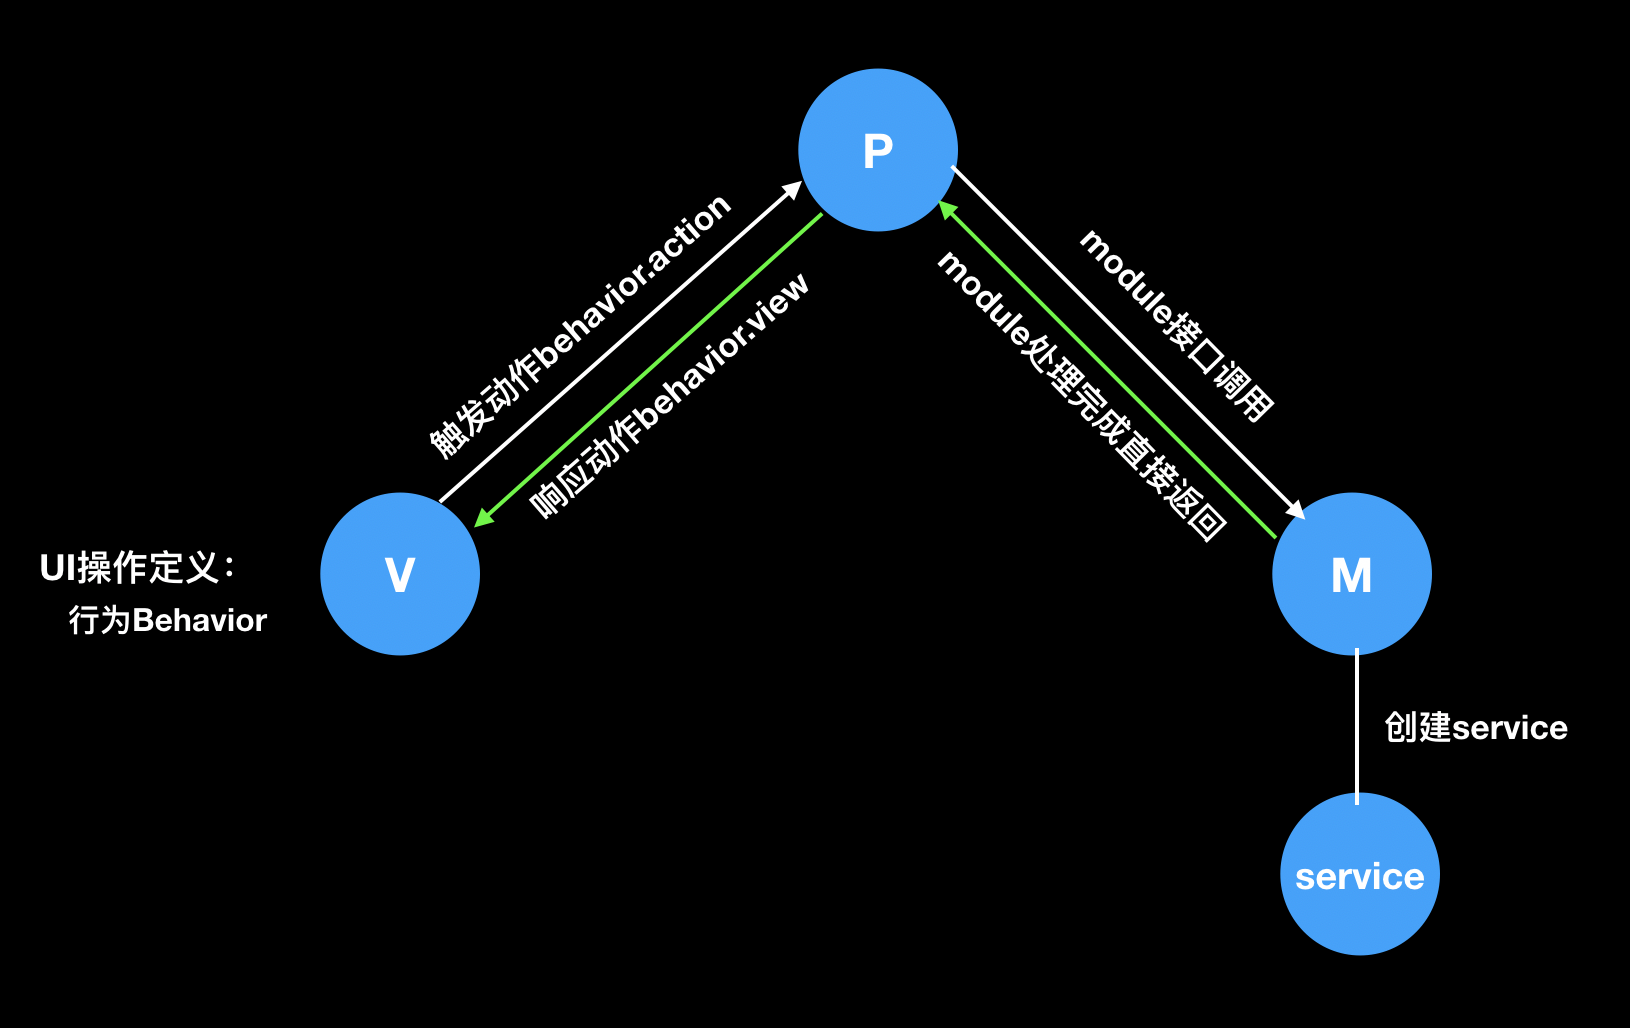 P
触发动作behavior.action
响应动作behavior.view
module接口调用
module处理完成直接返回
V
M
UI操作定义：
行为Behavior
创建service
service